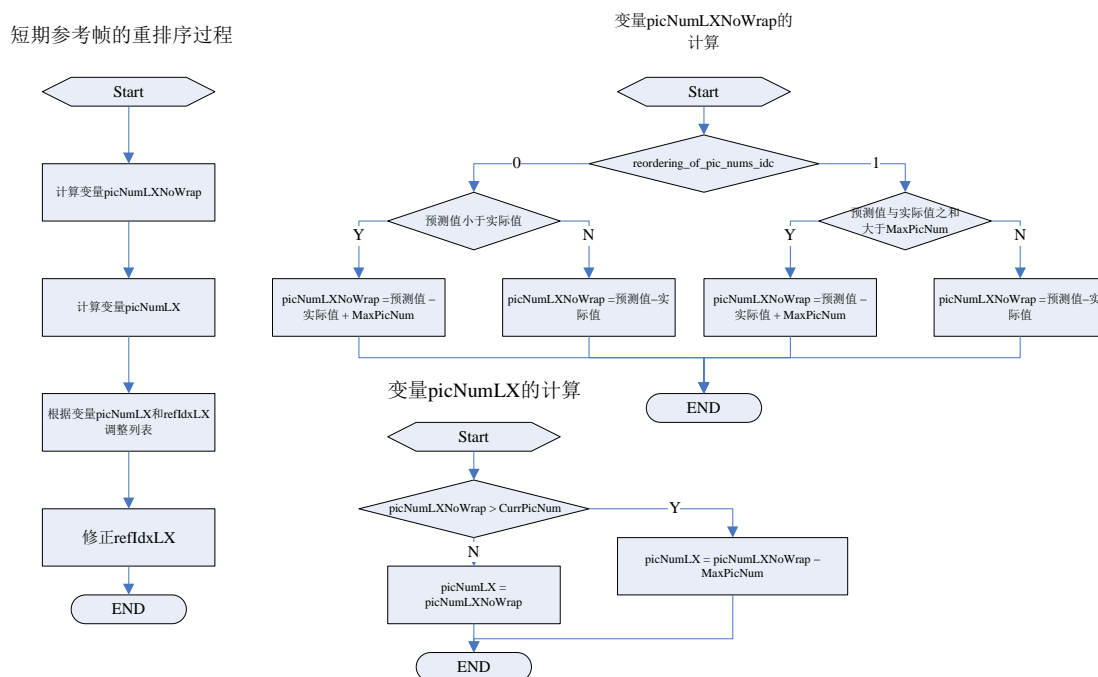 短期参考帧的重排序过程
Start
计算变量picNumLXNoWrap
计算变量picNumLX
根据变量picNumLX和refIdxLX
调整列表
修正refIdxLX
END
变量picNumLXNoWrap的
计算
Start
reordering_of_pic_nums_idc
0
1
预测值小于实际值
Y
N
预测值与实际值之和
大于MaxPicNum
Y
N
picNumLXNoWrap =预测值 –
实际值 + MaxPicNum
picNumLXNoWrap =预测值–实
际值
picNumLXNoWrap =预测值 –
实际值 + MaxPicNum
picNumLXNoWrap =预测值–实
际值
END
变量picNumLX的计算
Start
picNumLXNoWrap > CurrPicNum
Y
N
picNumLX =
picNumLXNoWrap
picNumLX = picNumLXNoWrap –
MaxPicNum
END